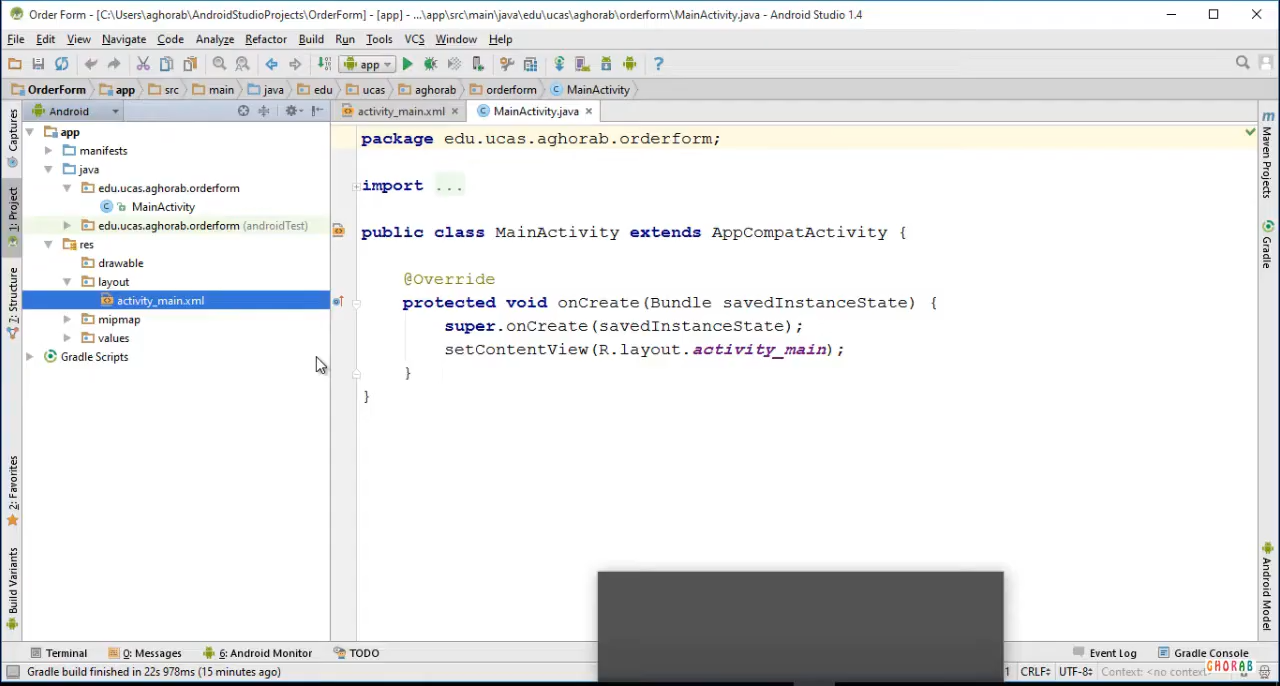 Order Form - [C:\Users\aghorab\AndroidStudioProjects\OrderForm] - [app] - ...\app\src\main\java\edu\ucas\aghorab\orderform\MainActivity.java - Android Studio 1.4
File Edit View Navigate Code Analyze Refactor Build Run Tools VCS Window Help
app
OrderForm app src main java edu ucas aghorab orderform MainActivity
Android
activity_main.xml
MainActivity.java
Captures
1: Project
7: Structure
2: Favorites
Build Variants
app
manifests
java
edu.ucas.aghorab.orderform
MainActivity
edu.ucas.aghorab.orderform (androidTest)
res
drawable
layout
activity_main.xml
mipmap
values
Gradle Scripts
package edu.ucas.aghorab.orderform;
import ...
public class MainActivity extends AppCompatActivity {
@Override
protected void onCreate(Bundle savedInstanceState) {
super.onCreate(savedInstanceState);
setContentView(R.layout.activity_main);
}
}
Maven Projects
Gradle
Android Model
Terminal 0: Messages 6: Android Monitor TODO
Event Log Gradle Console
Gradle build finished in 22s 978ms (15 minutes ago)
CRLF UTF-8 Context: <no context>
GHORAB